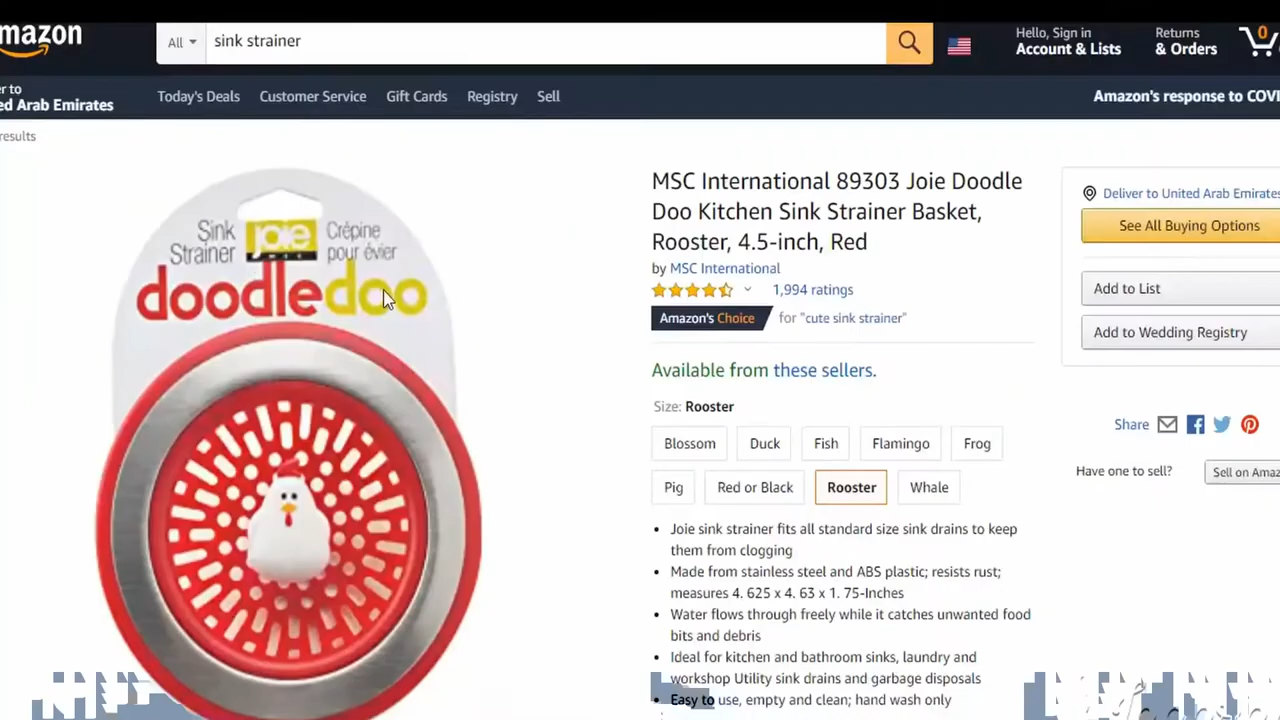 mazon
All
sink strainer
Hello, Sign in
Account & Lists
Returns
& Orders
0
er to
ed Arab Emirates
Today's Deals
Customer Service
Gift Cards
Registry
Sell
Amazon's response to COVI
results
Sink
Strainer
joie
MSC
Crépine
pour évier
doodledoo
MSC International 89303 Joie Doodle
Doo Kitchen Sink Strainer Basket,
Rooster, 4.5-inch, Red
by MSC International
1,994 ratings
Amazon's Choice for "cute sink strainer"
Available from these sellers.
Size: Rooster
Blossom
Duck
Fish
Flamingo
Frog
Pig
Red or Black
Rooster
Whale
• Joie sink strainer fits all standard size sink drains to keep
them from clogging
• Made from stainless steel and ABS plastic; resists rust;
measures 4. 625 x 4. 63 x 1. 75-Inches
• Water flows through freely while it catches unwanted food
bits and debris
• Ideal for kitchen and bathroom sinks, laundry and
workshop Utility sink drains and garbage disposals
• Easy to use, empty and clean; hand wash only
Deliver to United Arab Emirates
See All Buying Options
Add to List
Add to Wedding Registry
Share
Have one to sell?
Sell on Amaz